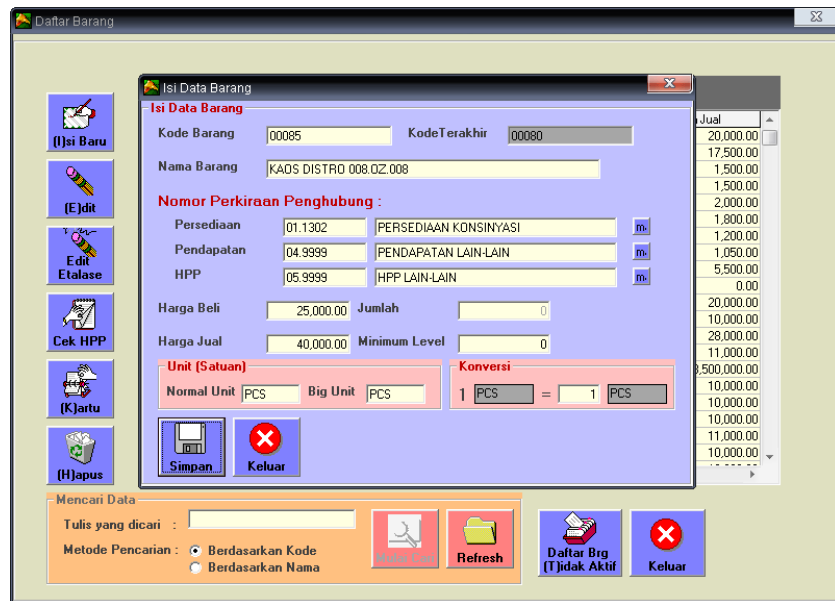 Daftar Barang
Isi Data Barang
Isi Data Barang
Kode Barang 00085 KodeTerakhir 00080
Nama Barang KAOS DISTRO 008.OZ.008
Nomor Perkiraan Penghubung :
Persediaan 01.1302 PERSEDIAAN KONSINYASI m.
Pendapatan 04.9999 PENDAPATAN LAIN-LAIN m.
HPP 05.9999 HPP LAIN-LAIN m.
Harga Beli 25,000.00 Jumlah 0
Harga Jual 40,000.00 Minimum Level 0
Unit (Satuan)
Normal Unit PCS Big Unit PCS
Konversi
1 PCS = 1 PCS
Simpan
Keluar
(I)si Baru
(E)dit
Edit
Etalase
Cek HPP
(K)artu
(H)apus
Jual
20,000.00
17,500.00
1,500.00
1,500.00
2,000.00
1,800.00
1,200.00
1,050.00
5,500.00
0.00
20,000.00
10,000.00
28,000.00
11,000.00
,500,000.00
10,000.00
10,000.00
10,000.00
11,000.00
10,000.00
Mencari Data
Tulis yang dicari :
Metode Pencarian : Berdasarkan Kode
Berdasarkan Nama
Refresh
Daftar Brg
(T)idak Aktif
Keluar